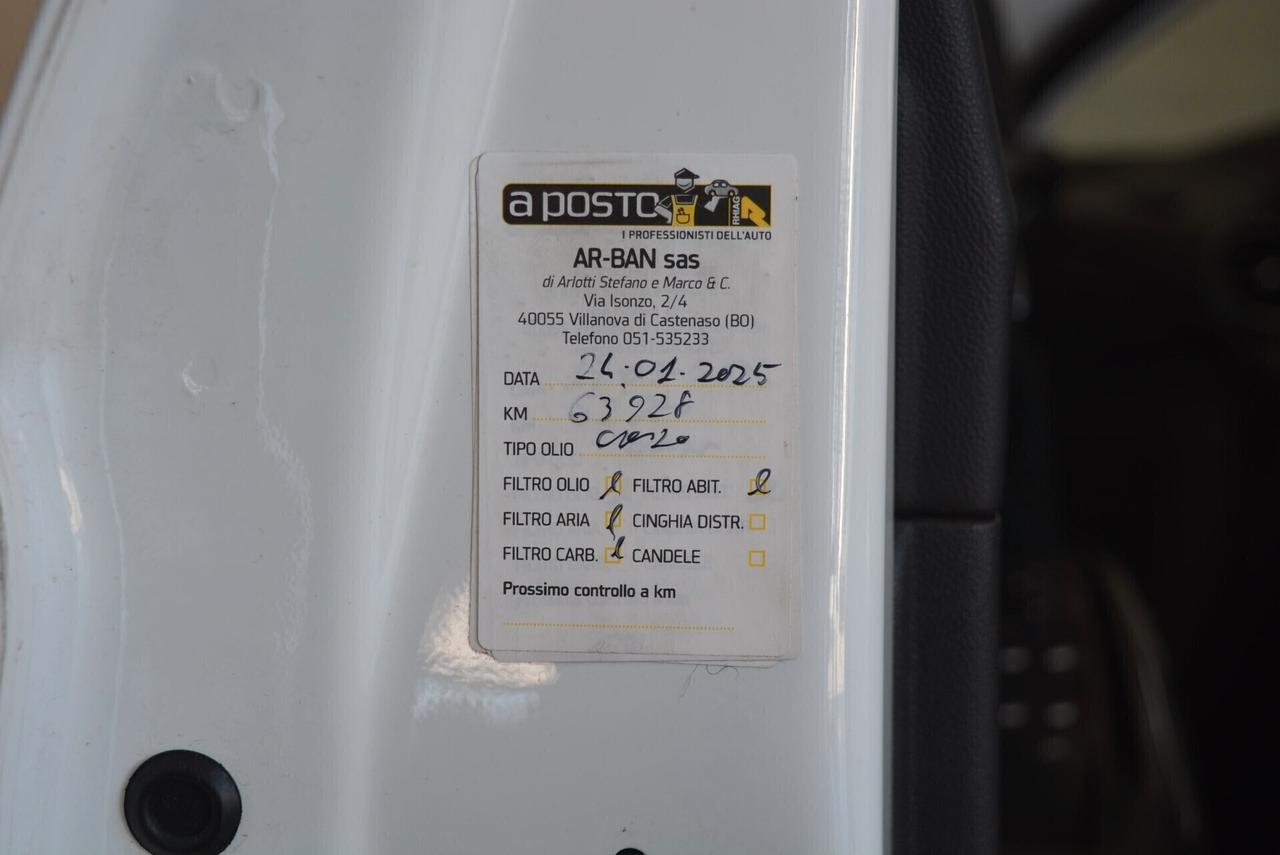 a POSTO
RHIAG
I PROFESSIONISTI DELL'AUTO
AR-BAN sas
di Arlotti Stefano e Marco & C.
Via Isonzo, 2/4
40055 Villanova di Castenaso (BO)
Telefono 051-535233
DATA 24.01.2025
KM 63928
TIPO OLIO
FILTRO OLIO FILTRO ABIT.
FILTRO ARIA CINGHIA DISTR.
FILTRO CARB. CANDELE
Prossimo controllo a km